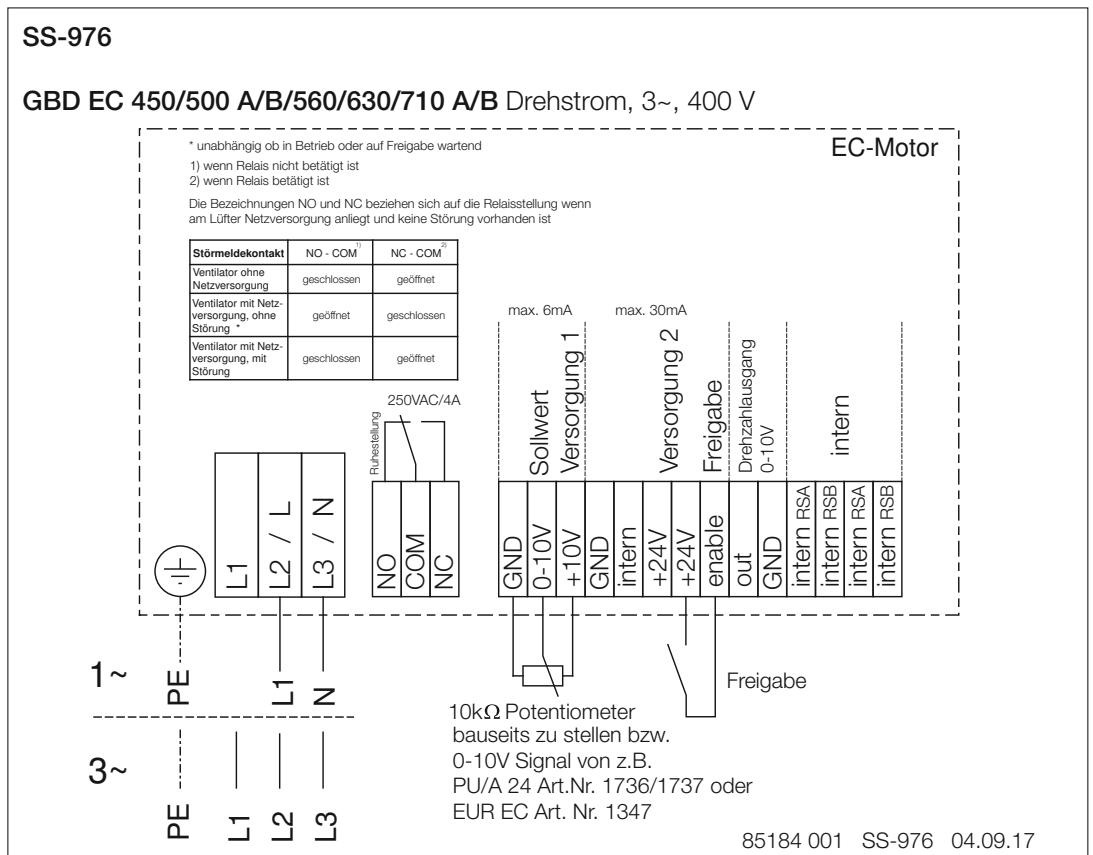 SS-976
GBD EC 450/500 A/B/560/630/710 A/B Drehstrom, 3~, 400 V
EC-Motor
* unabhängig ob in Betrieb oder auf Freigabe wartend
1) wenn Relais nicht betätigt ist
2) wenn Relais betätigt ist
Die Bezeichnungen NO und NC beziehen sich auf die Relaisstellung wenn
am Lüfter Netzversorgung anliegt und keine Störung vorhanden ist
Störmeldekontakt NO - COM 1) NC - COM 2)
Ventilator ohne
Netzversorgung
geschlossen geöffnet
Ventilator mit Netz-
versorgung, ohne
Störung *
geöffnet geschlossen
Ventilator mit Netz-
versorgung, mit
Störung
geschlossen geöffnet
250VAC/4A
Ruhestellung
max. 6mA
max. 30mA
Sollwert
Versorgung 1
Versorgung 2
Freigabe
Drehzahlausgang
0-10V
intern
L1
L2 / L
L3 / N
NO
COM
NC
GND
0-10V
+10V
GND
intern
+24V
+24V
enable
out
GND
intern RSA
intern RSB
intern RSA
intern RSB
1~
PE
L1
N
3~
PE
L1
L2
L3
Freigabe
10kΩ Potentiometer
bauseits zu stellen bzw.
0-10V Signal von z.B.
PU/A 24 Art.Nr. 1736/1737 oder
EUR EC Art. Nr. 1347
85184 001 SS-976 04.09.17